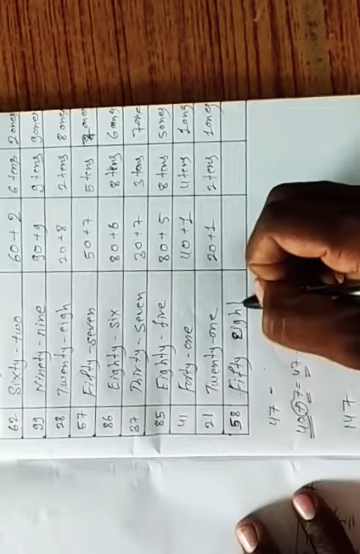 62 Sixty-two 60+2 6 tens 2 ones
99 Ninety-nine 90+9 9 tens 9 ones
28 Twenty-eigh 20+8 2 tens 8 ones
57 Fifty-seven 50+7 5 tens
86 Eighty-six 80+6 8 tens 6 ones
37 Thirty-seven 30+7 3 tens 7 one
85 Eighty-five 80+5 8 tens 5 ones
41 Forty-one 40+1 4 tens 1 ones
21 Twenty-one 20+1 2 tens 1 ones
58 Fifty Eigh
47 -
40+7=47
147